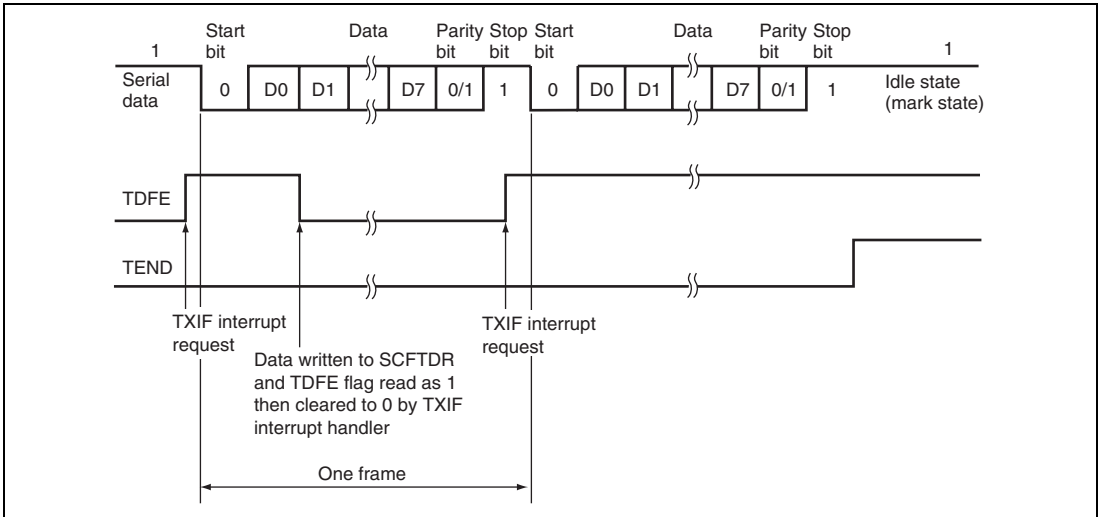 Start Data Parity Stop Start Data Parity Stop
1 bit bit bit bit bit bit 1
Serial data 0 D0 D1 D7 0/1 1 0 D0 D1 D7 0/1 1 Idle state (mark state)
TDFE
TEND
TXIF interrupt
request
Data written to SCFTDR
and TDFE flag read as 1
then cleared to 0 by TXIF
interrupt handler
TXIF interrupt
request
One frame